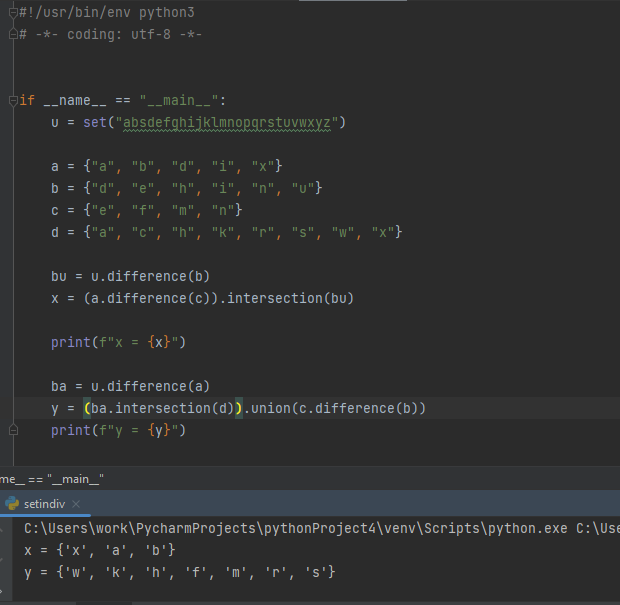 #!/usr/bin/env python3
# -*- coding: utf-8 -*-
if __name__ == "__main__":
u = set("absdefghijklmnopqrstuvwxyz")
a = {"a", "b", "d", "i", "x"}
b = {"d", "e", "h", "i", "n", "u"}
c = {"e", "f", "m", "n"}
d = {"a", "c", "h", "k", "r", "s", "w", "x"}
bu = u.difference(b)
x = (a.difference(c)).intersection(bu)
print(f"x = {x}")
ba = u.difference(a)
y = (ba.intersection(d)).union(c.difference(b))
print(f"y = {y}")
me__ == "__main__"
setindiv
C:\Users\work\PycharmProjects\pythonProject4\venv\Scripts\python.exe C:\Use
x = {'x', 'a', 'b'}
y = {'w', 'k', 'h', 'f', 'm', 'r', 's'}